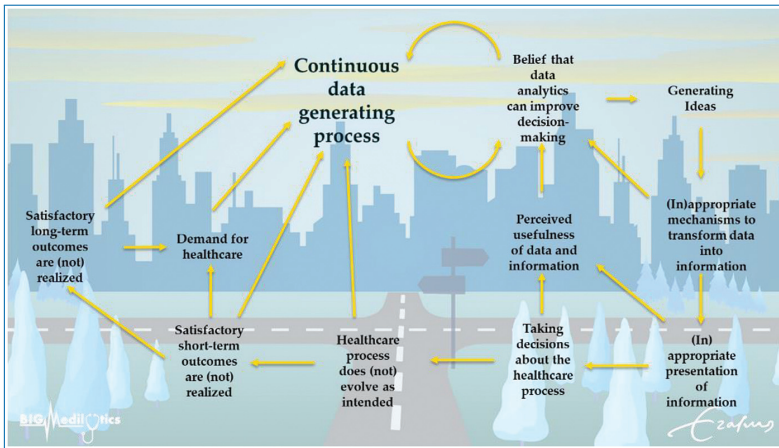 Continuous
data
generating
process
Belief that
data
analytics
can improve
decision-
making
Generating
Ideas
Satisfactory
long-term
outcomes
are (not)
realized
Demand for
healthcare
Perceived
usefulness
of data and
information
(In)appropriate
mechanisms to
transform data
into
information
Satisfactory
short-term
outcomes
are (not)
realized
Healthcare
process
does (not)
evolve as
intended
Taking
decisions
about the
healthcare
process
(In)
appropriate
presentation
of
information
BIGMedilytics
Erasmus